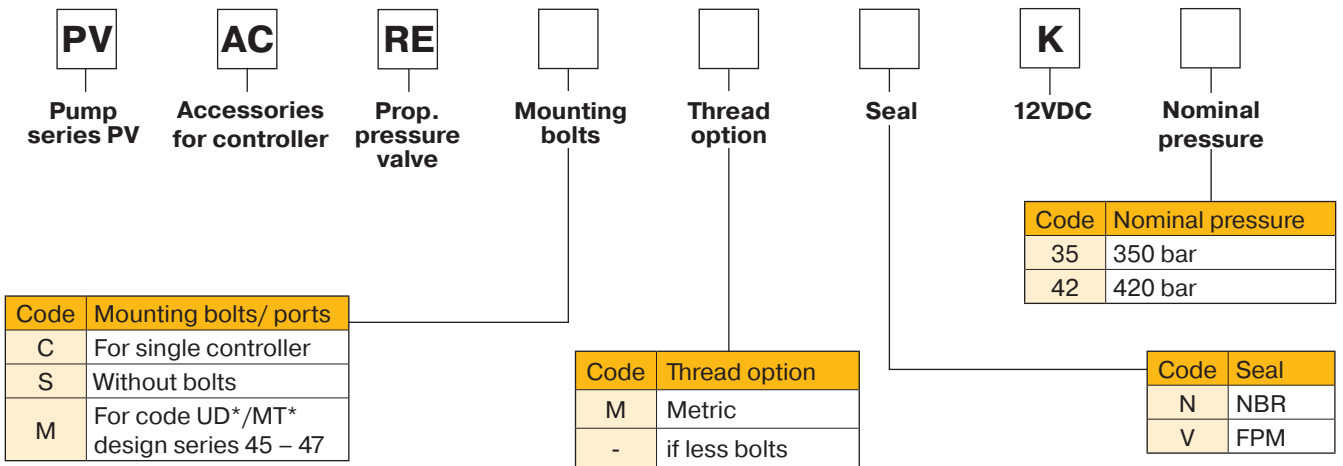 PV AC RE K
Pump series PV
Accessories for controller
Prop. pressure valve
Mounting bolts
Thread option
Seal
12VDC
Nominal pressure
Code Nominal pressure
35 350 bar
42 420 bar
Code Mounting bolts/ ports
C For single controller
S Without bolts
M For code UD*/MT* design series 45 – 47
Code Thread option
M Metric
- if less bolts
Code Seal
N NBR
V FPM